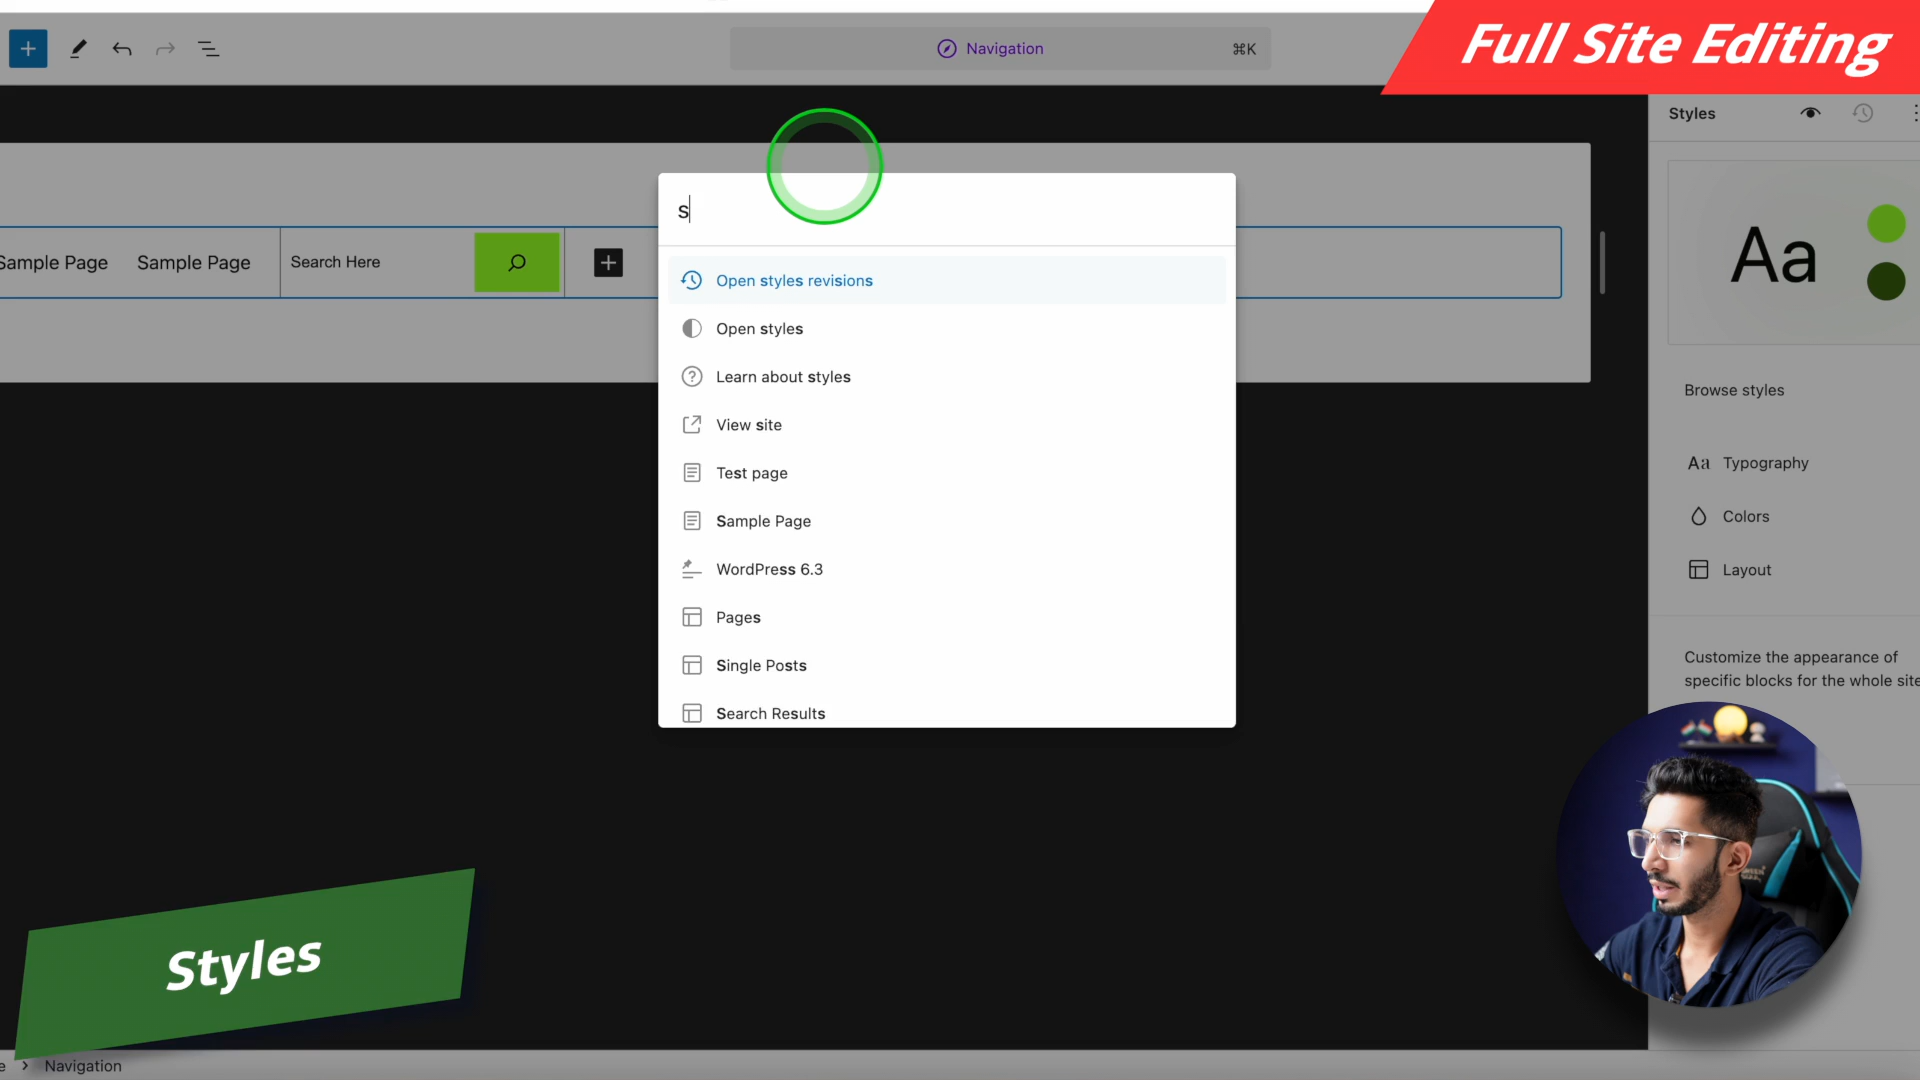 Navigation
⌘K
Full Site Editing
Styles
s
Sample Page
Sample Page
Search Here
Open styles revisions
Open styles
Learn about styles
View site
Test page
Sample Page
WordPress 6.3
Pages
Single Posts
Search Results
Aa
Browse styles
Aa Typography
Colors
Layout
Customize the appearance of
specific blocks for the whole site
Styles
e > Navigation